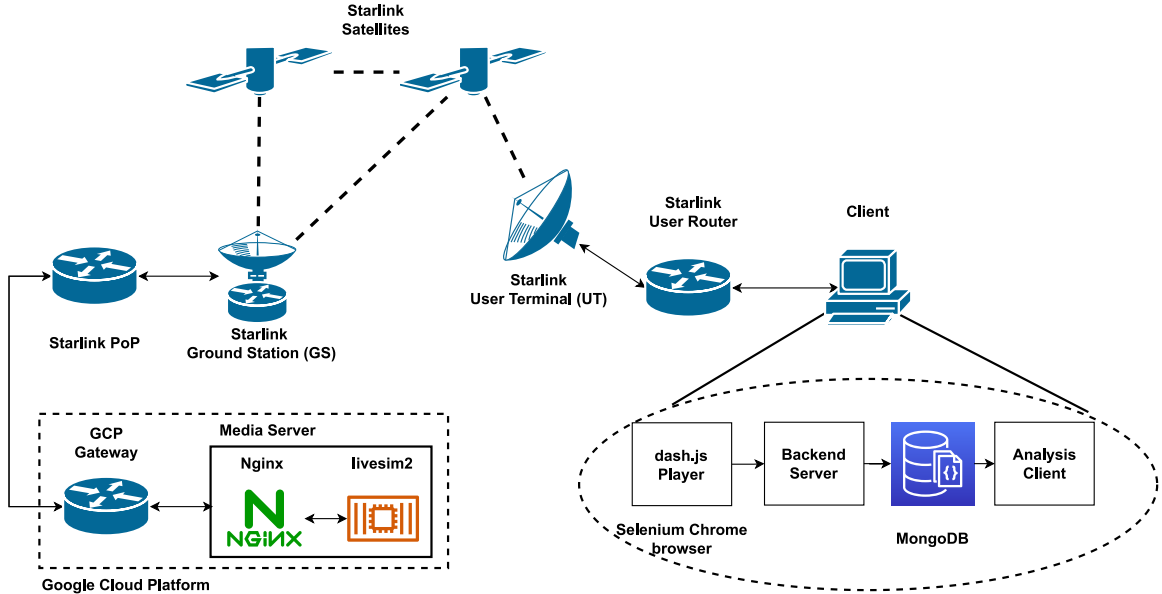 Starlink
Satellites
Starlink
User Router
Client
Starlink
User Terminal (UT)
Starlink PoP
Starlink
Ground Station (GS)
GCP
Gateway
Media Server
Nginx
livesim2
NGiNX
Google Cloud Platform
dash.js
Player
Backend
Server
Analysis
Client
Selenium Chrome
browser
MongoDB